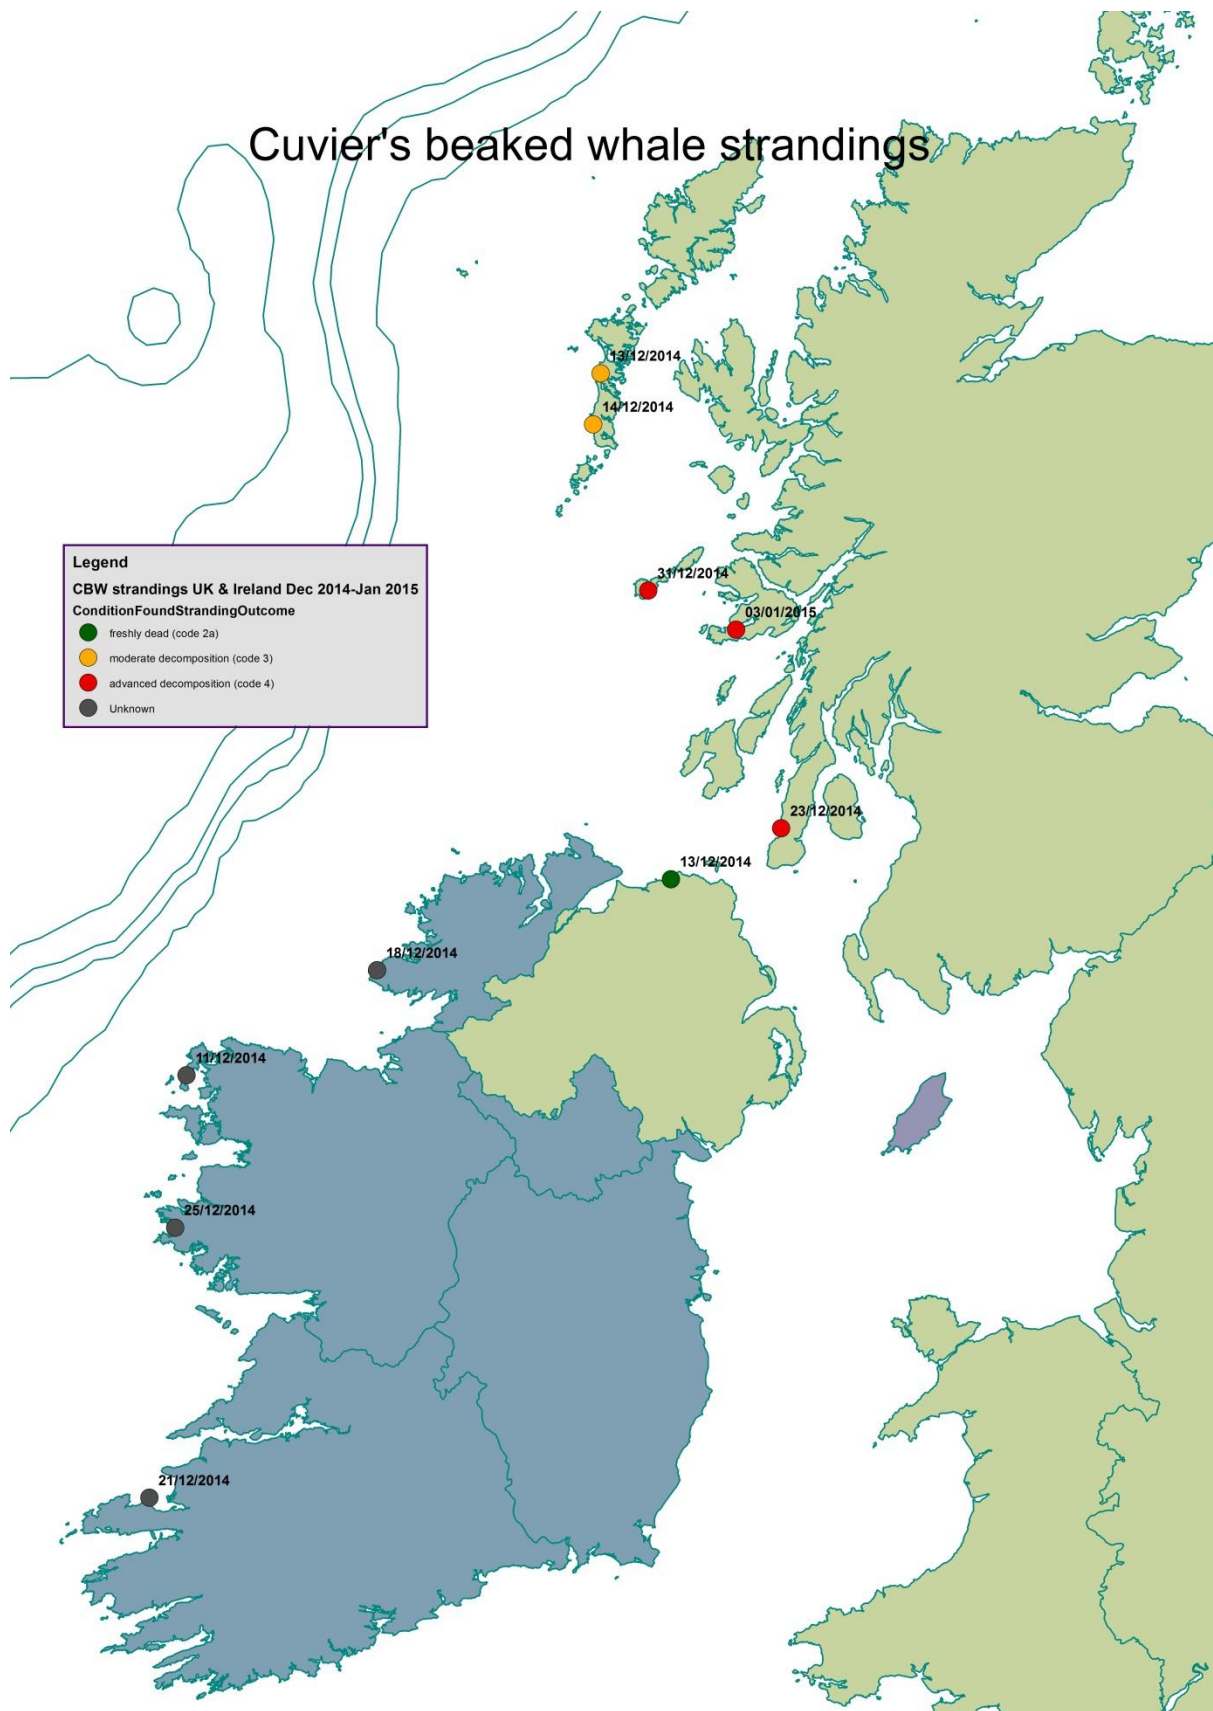 Cuvier's beaked whale strandings
13/12/2014
14/12/2014
Legend
CBW strandings UK & Ireland Dec 2014-Jan 2015
ConditionFoundStrandingOutcome
freshly dead (code 2a)
moderate decomposition (code 3)
advanced decomposition (code 4)
Unknown
31/12/2014
03/01/2015
23/12/2014
13/12/2014
18/12/2014
11/12/2014
25/12/2014
21/12/2014